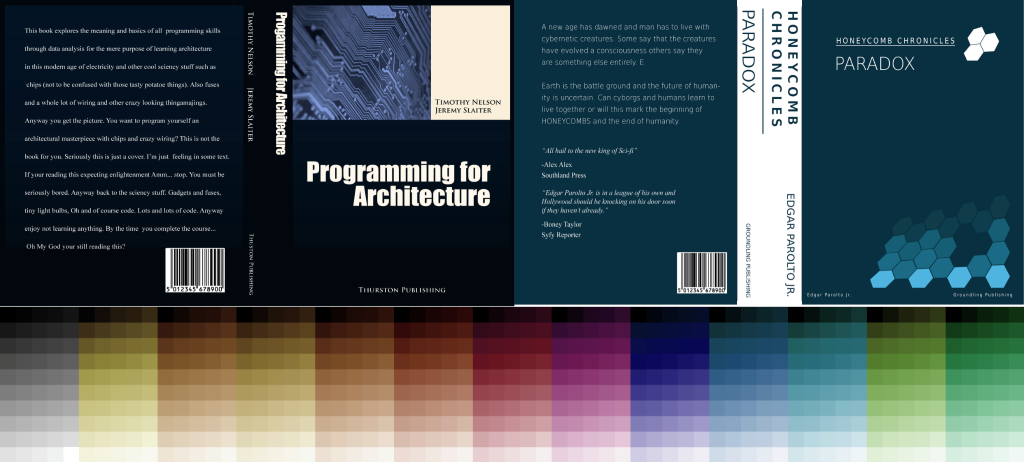 This book explores the meaning and basics of all programming skills
through data analysis for the mere purpose of learning architecture
in this modern age of electricity and other cool science stuff such as
chips (not to be confused with those tasty potatoe things). Also fuses
and a whole lot of wiring and other crazy looking thingamajings.
Anyway you get the picture. You want to program yourself an
architectural masterpiece with chips and crazy wiring? This is not the
book for you. Seriously this is just a cover. I'm just feeling in some text.
If your reading this expecting enlightenment Amm... stop. You must be
seriously bored. Anyway back to the science stuff. Gadgets and fuses,
tiny light bulbs, Oh and of course code. Lots and lots of code. Anyway
enjoy not learning anything. By the time you complete the course...
Oh My God your still reading this?
5 012345 678900
Timothy Nelson
Jeremy Slaiter
Thurston Publishing
Progamming for Architecture
Timothy Nelson
Jeremy Slaiter
Programming for
Architecture
Thurston Publishing
A new age has dawned and man has to live with
cybernetic creatures. Some say that the creatures
have evolved a consciousness others say they
are something else entirely. E
Earth is the battle ground and the future of human-
ity is uncertain. Can cyborgs and humans learn to
live together or will this mark the beginning of
HONEYCOMBS and the end of humanity.
"All hail to the new king of Sci-fi"
-Alex Alex
Southland Press
"Edgar Parolto Jr. is in a league of his own and
Hollywood should be knocking on his door soon
if they haven't already."
-Boney Taylor
Syfy Reporter
5 012345 678900
HONEYCOMB
CHRONICLES
PARADOX
EDGAR PAROLTO JR.
GROUNDLING PUBLISHING
HONEYCOMB CHRONICLES
PARADOX
Edgar Parolto Jr.
Groundling Publishing